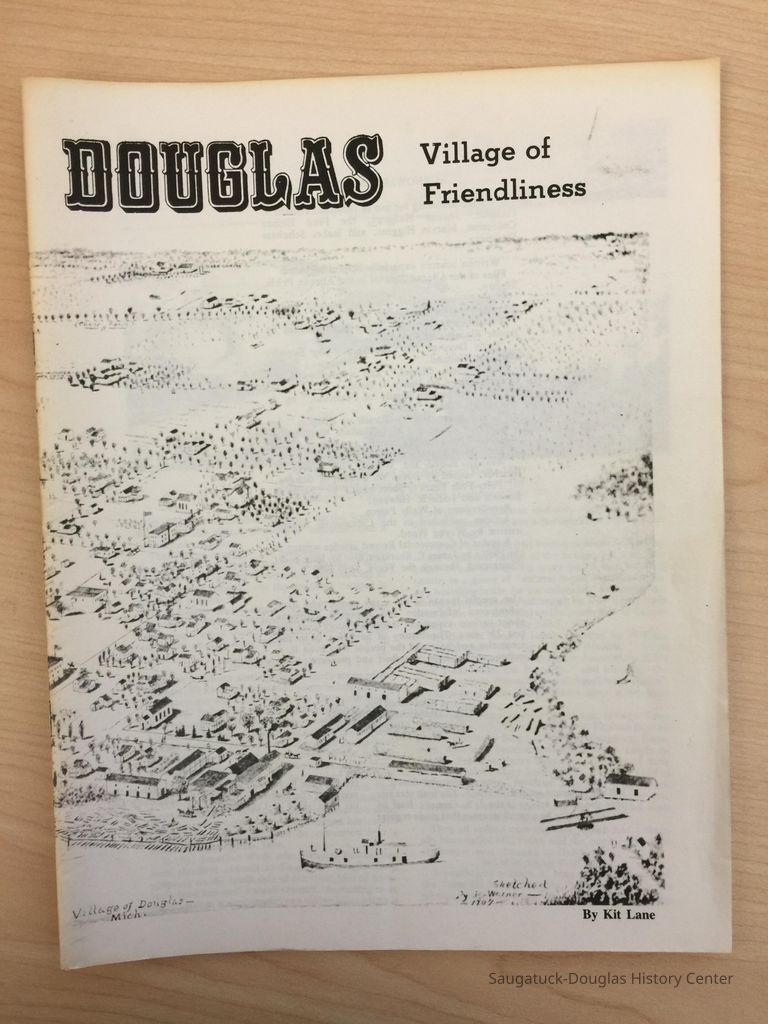 DOUGLAS
Village of
Friendliness
Village of Douglas-
Mich.
Sketched
By Kit Lane
Saugatuck-Douglas History Center